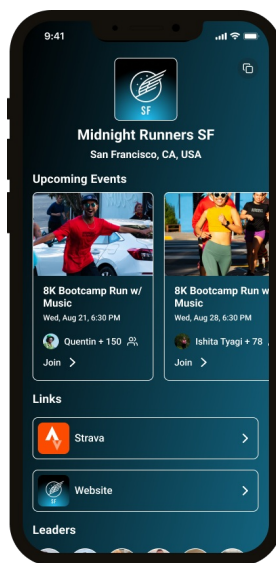 9:41
SF
Midnight Runners SF
San Francisco, CA, USA
Upcoming Events
8K Bootcamp Run w/
Music
Wed, Aug 21, 6:30 PM
Quentin + 150
Join >
8K Bootcamp Run w
Music
Wed, Aug 28, 6:30 PM
Ishita Tyagi + 78
Join >
Links
Strava
SF
Website
Leaders